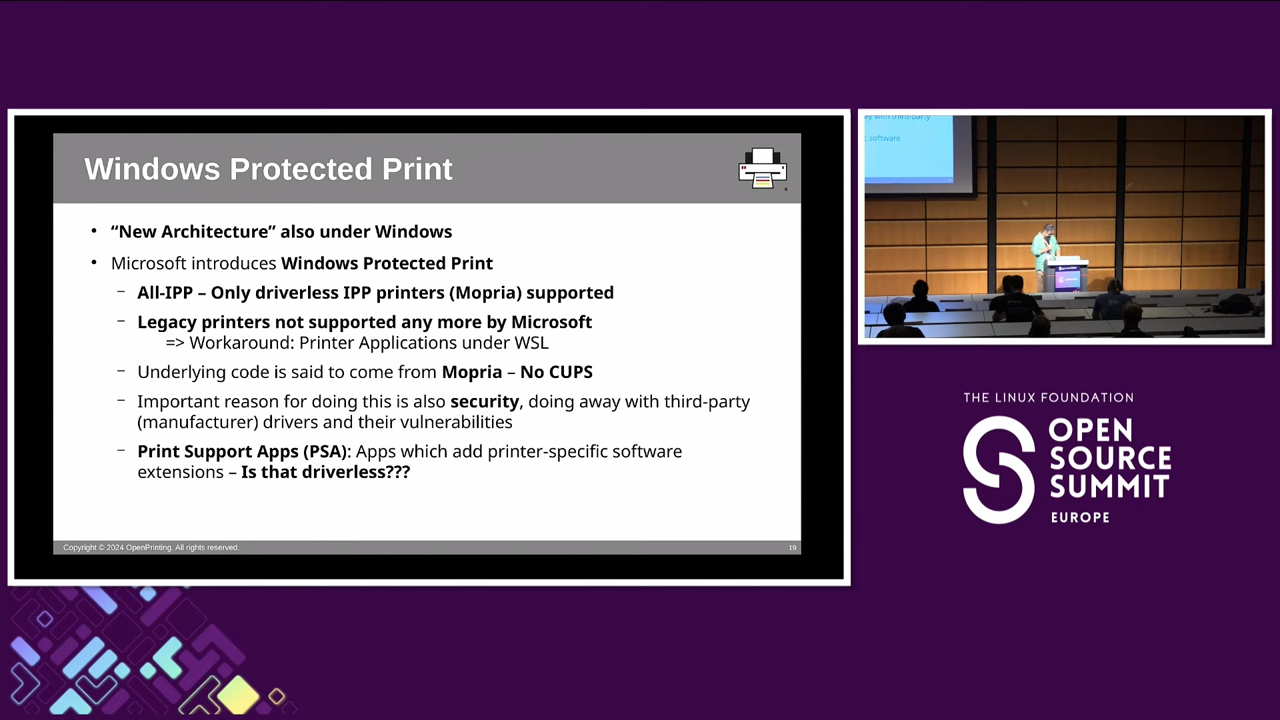 Windows Protected Print
• “New Architecture” also under Windows
• Microsoft introduces Windows Protected Print
– All-IPP – Only driverless IPP printers (Mopria) supported
– Legacy printers not supported any more by Microsoft
=> Workaround: Printer Applications under WSL
– Underlying code is said to come from Mopria – No CUPS
– Important reason for doing this is also security, doing away with third-party
(manufacturer) drivers and their vulnerabilities
– Print Support Apps (PSA): Apps which add printer-specific software
extensions – Is that driverless???
Copyright © 2024 OpenPrinting. All rights reserved.
19
with third-party
software
THE LINUX FOUNDATION
OPEN
SOURCE
SUMMIT
EUROPE